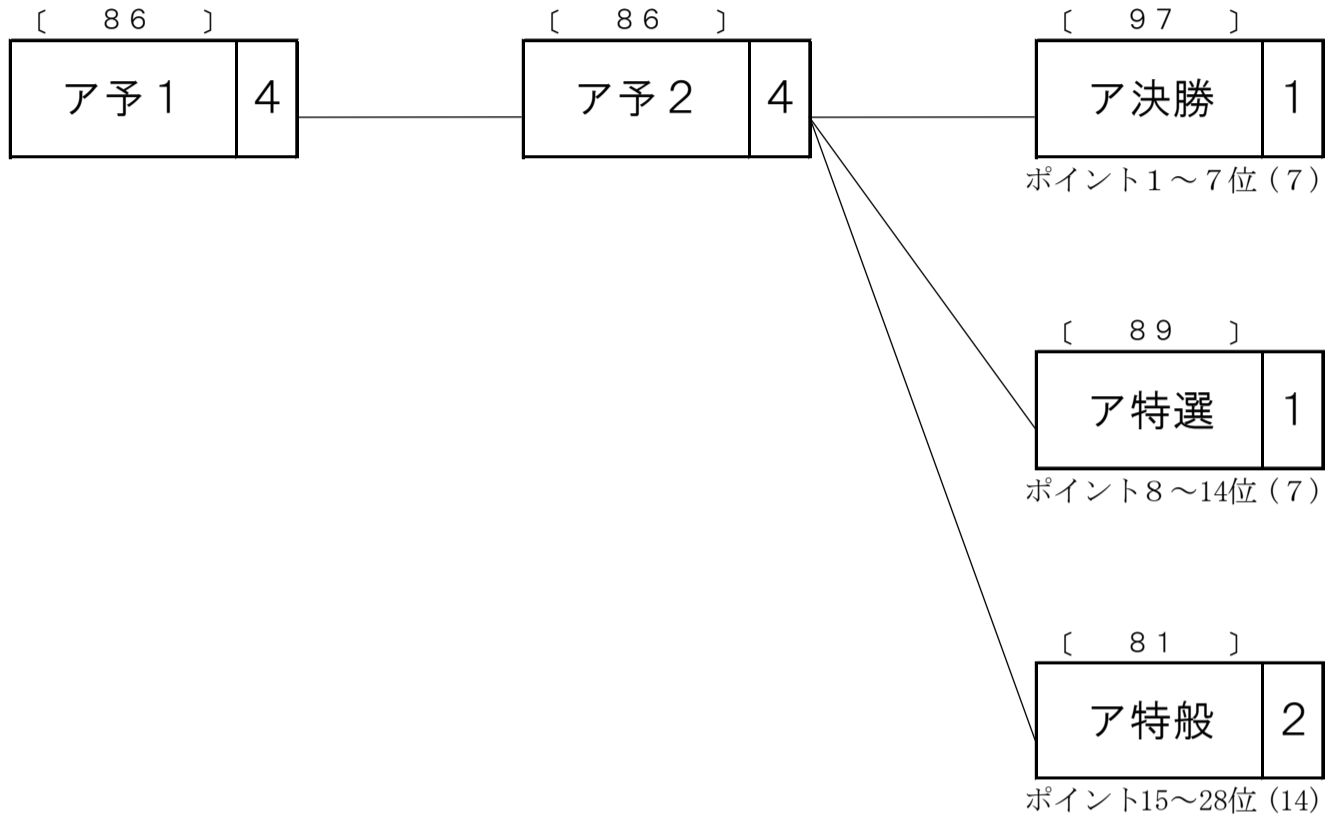 〔　８６　〕
ア予１ 4
〔　８６　〕
ア予２ 4
〔　９７　〕
ア決勝 1
ポイント１～７位（７）
〔　８９　〕
ア特選 1
ポイント８～14位（７）
〔　８１　〕
ア特般 2
ポイント15～28位（14）